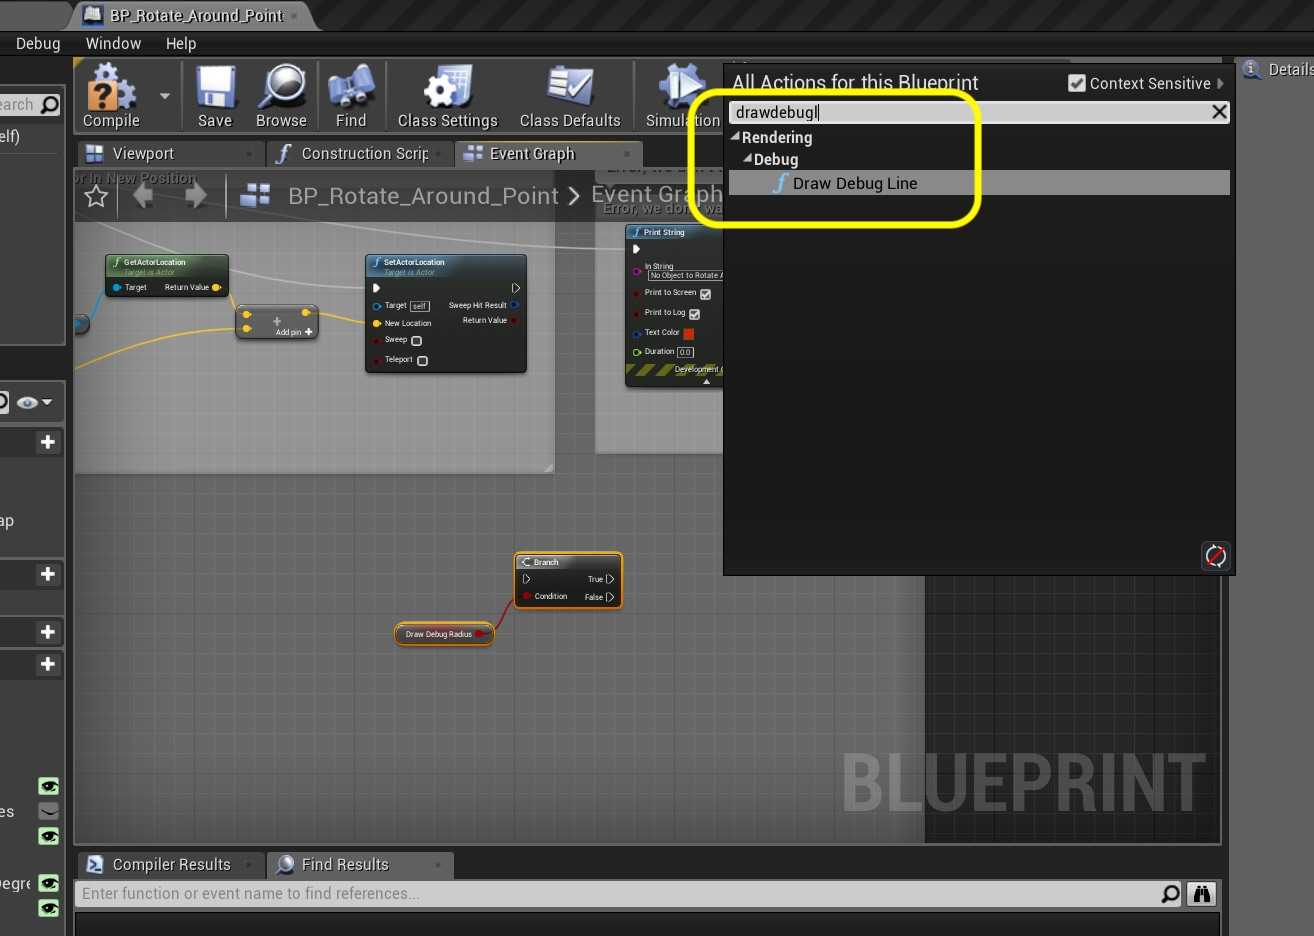 BP_Rotate_Around_Point
Debug Window Help
earch
Compile Save Browse Find Class Settings Class Defaults Simulation
elf)
Viewport Construction Scrip Event Graph
or In New Position
BP_Rotate_Around_Point > Event Graph
All Actions for this Blueprint
Context Sensitive
Details
drawdebugl
Rendering
Debug
Draw Debug Line
GetActorLocation
Target is Actor
Target Return Value
Add pin
SetActorLocation
Target is Actor
Target self Sweep Hit Result
New Location Return Value
Sweep
Teleport
Print String
In String
No Object to Rotate A
Print to Screen
Print to Log
Text Color
Duration 0.0
Development
ap
Branch
True
Condition False
Draw Debug Radius
BLUEPRINT
es
Degre
Compiler Results Find Results
Enter function or event name to find references...